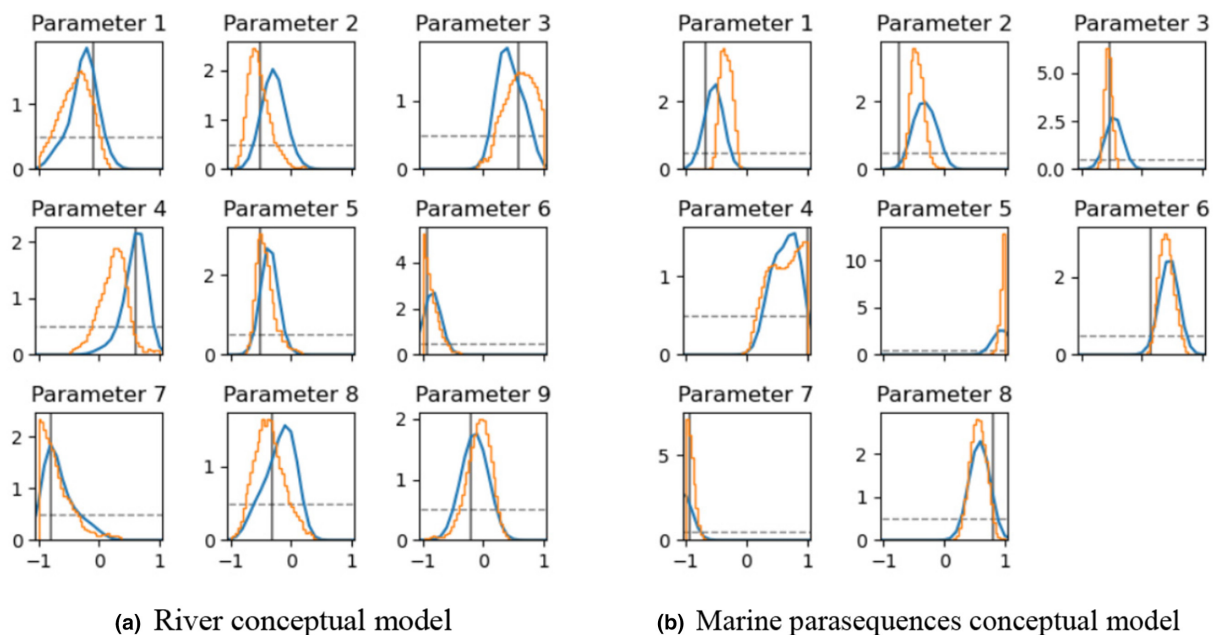 Parameter 1 Parameter 2 Parameter 3 Parameter 1 Parameter 2 Parameter 3
1 2 1 2 2 5.0
1 2.5
0 0 0 0 0 0.0
Parameter 4 Parameter 5 Parameter 6 Parameter 4 Parameter 5 Parameter 6
2 2 4 1 10 2
1 2 5
0 0 0 0 0 0
Parameter 7 Parameter 8 Parameter 9 Parameter 7 Parameter 8
2 1 2 5 2
1 1 1
0 0 0 0 0
−1 0 1 −1 0 1 −1 0 1 −1 0 1 −1 0 1
(a) River conceptual model (b) Marine parasequences conceptual model